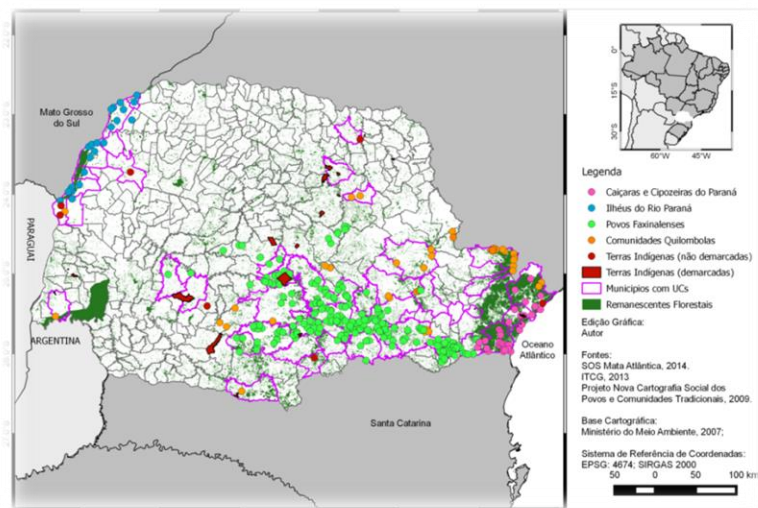 Mato Grosso
do Sul
PARAGUAI
ARGENTINA
Santa Catarina
Oceano
Atlântico
0°
15°S
30°S
60°W 45°W
Legenda
Caiçaras e Cipozeiras do Paraná
Ilhéus do Rio Paraná
Povos Faxinalenses
Comunidades Quilombolas
Terras Indígenas (não demarcadas)
Terras Indígenas (demarcadas)
Municípios com UCs
Remanescentes Florestais
Edição Gráfica:
Autor
Fontes:
SOS Mata Atlântica, 2014.
ITCG, 2013
Projeto Nova Cartografia Social dos
Povos e Comunidades Tradicionais, 2009.
Base Cartográfica:
Ministério do Meio Ambiente, 2007;
Sistema de Referência de Coordenadas:
EPSG: 4674; SIRGAS 2000
50 0 50 100 km